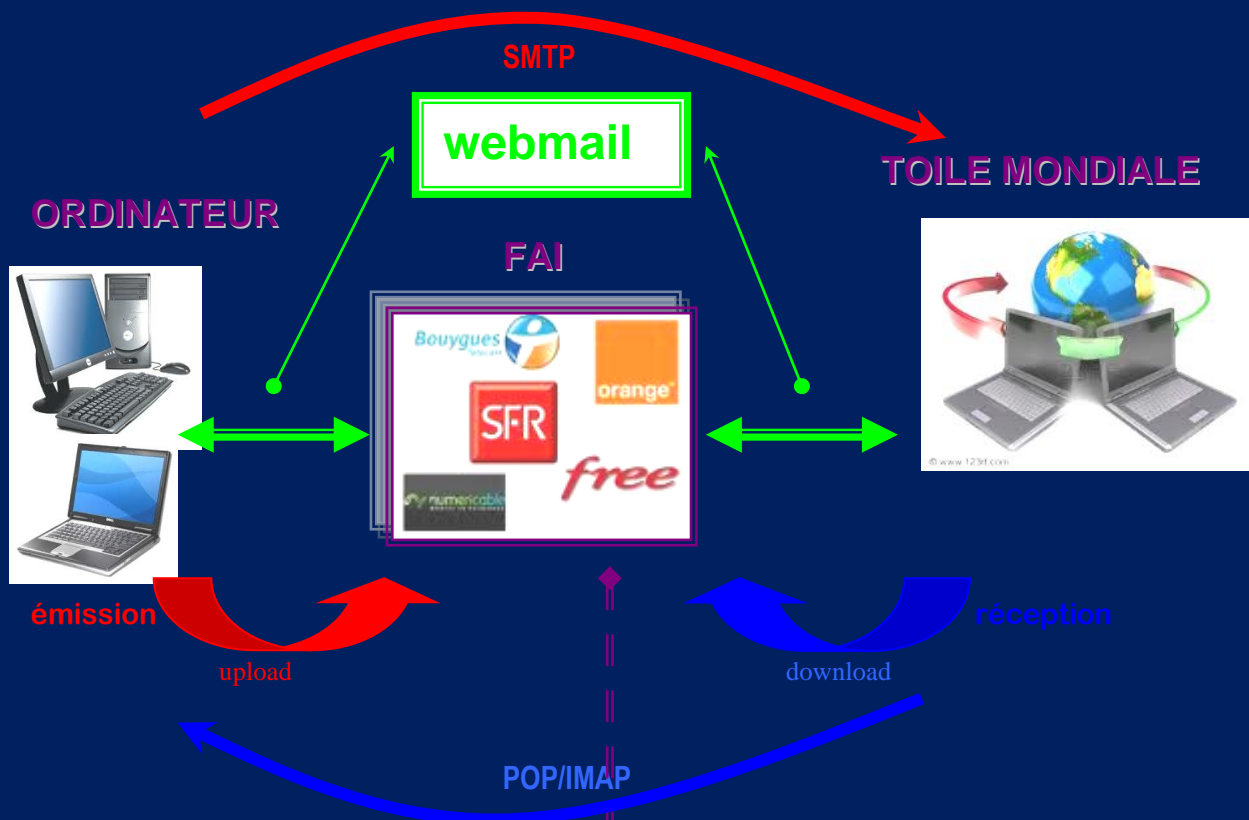 SMTP
webmail
TOILE MONDIALE
ORDINATEUR
FAI
Bouygues
Telecom
orange
SFR
free
numericable
© www.123rf.com
émission
réception
upload
download
POP/IMAP